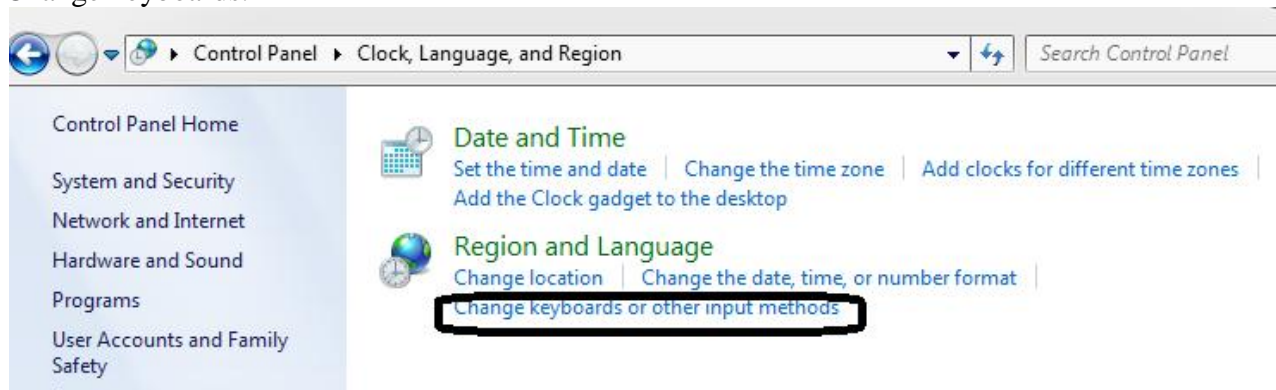 Control Panel ▸ Clock, Language, and Region
Search Control Panel
Control Panel Home
System and Security
Network and Internet
Hardware and Sound
Programs
User Accounts and Family
Safety
Date and Time
Set the time and date | Change the time zone | Add clocks for different time zones |
Add the Clock gadget to the desktop
Region and Language
Change location | Change the date, time, or number format |
Change keyboards or other input methods